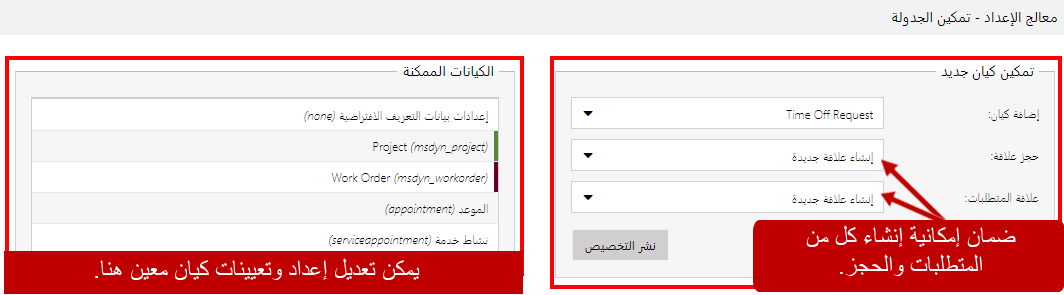 معالج الإعداد - تمكين الجدولة
تمكين كيان جديد
إضافة كيان:
Time Off Request
حجز علاقة:
إنشاء علاقة جديدة
علاقة المتطلبات:
إنشاء علاقة جديدة
نشر التخصيص
ضمان إمكانية إنشاء كل من
المتطلبات والحجز.
الكيانات الممكنة
إعدادات بيانات التعريف الافتراضية (none)
Project (msdyn_project)
Work Order (msdyn_workorder)
الموعد (appointment)
نشاط خدمة (serviceappointment)
يمكن تعديل إعداد وتعيينات كيان معين هنا.